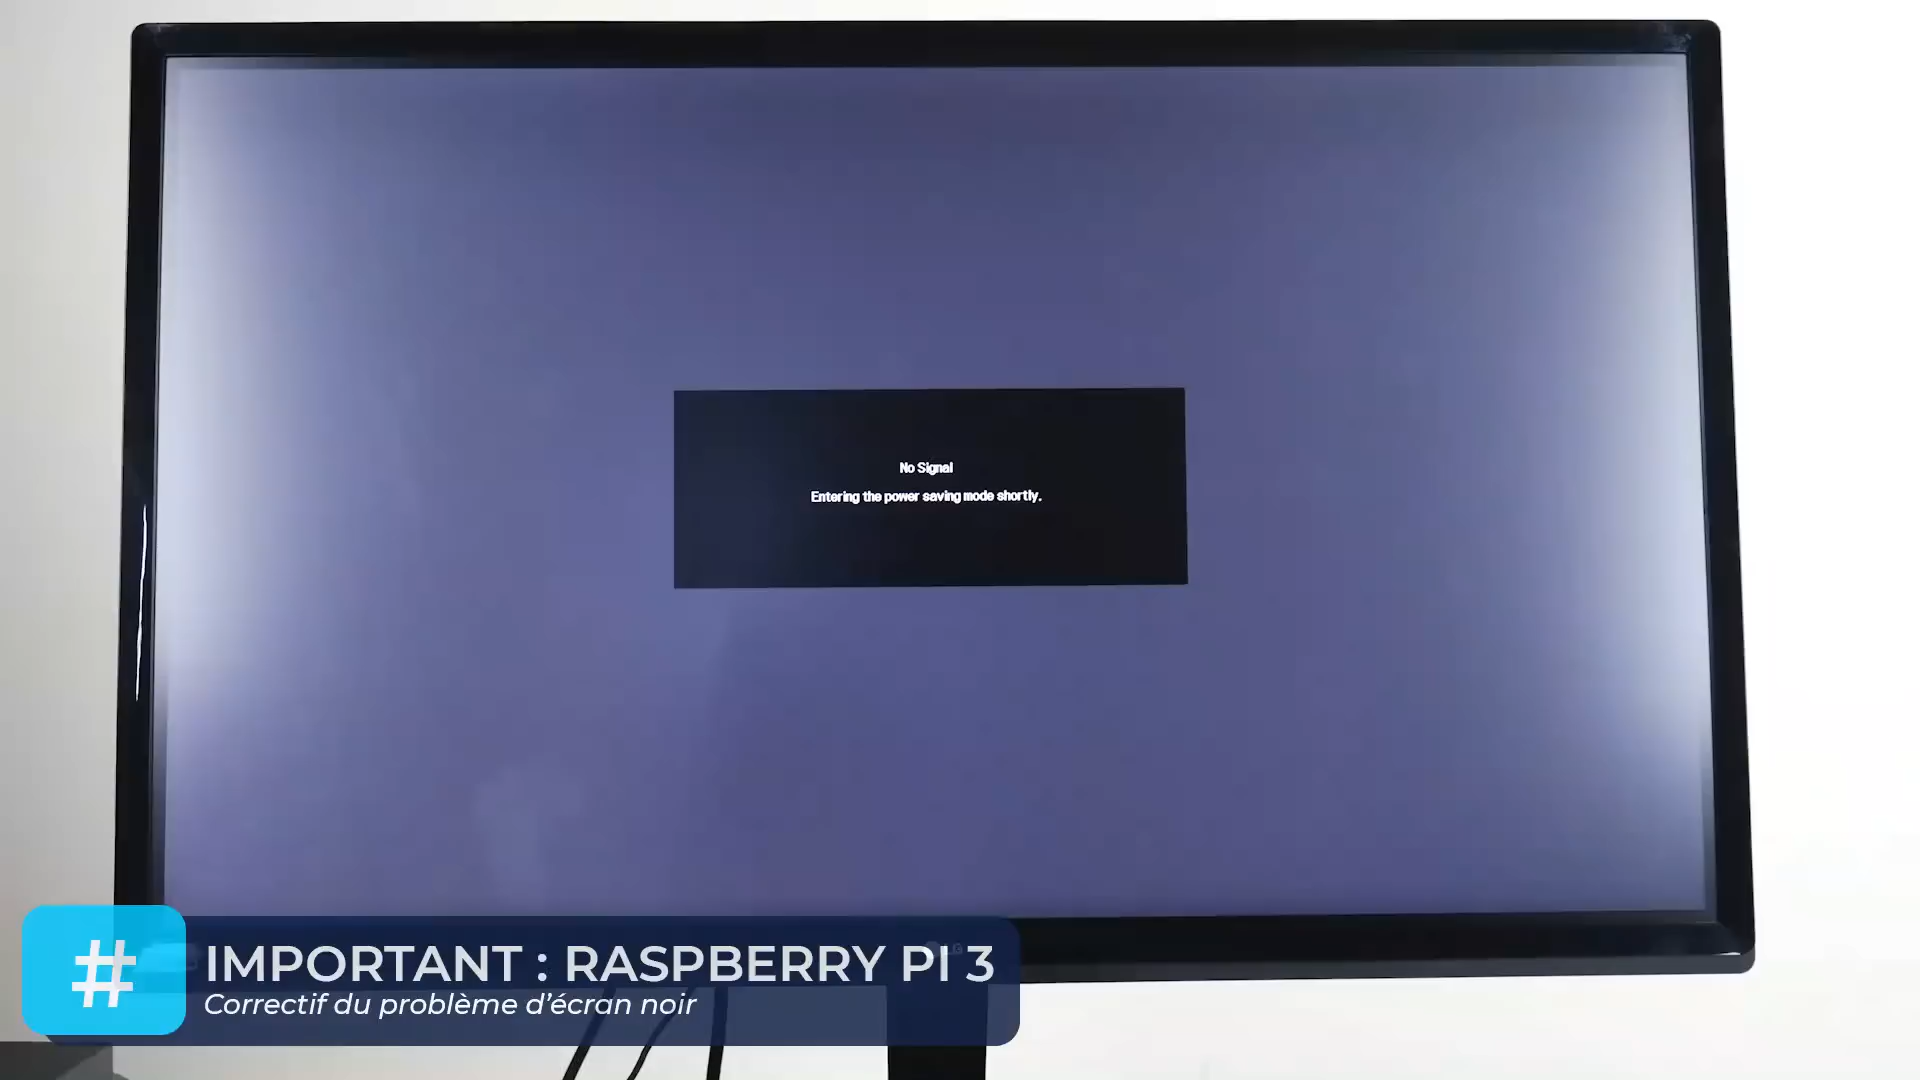 No Signal
Entering the power saving mode shortly.
# IMPORTANT : RASPBERRY PI 3
Correctif du problème d'écran noir